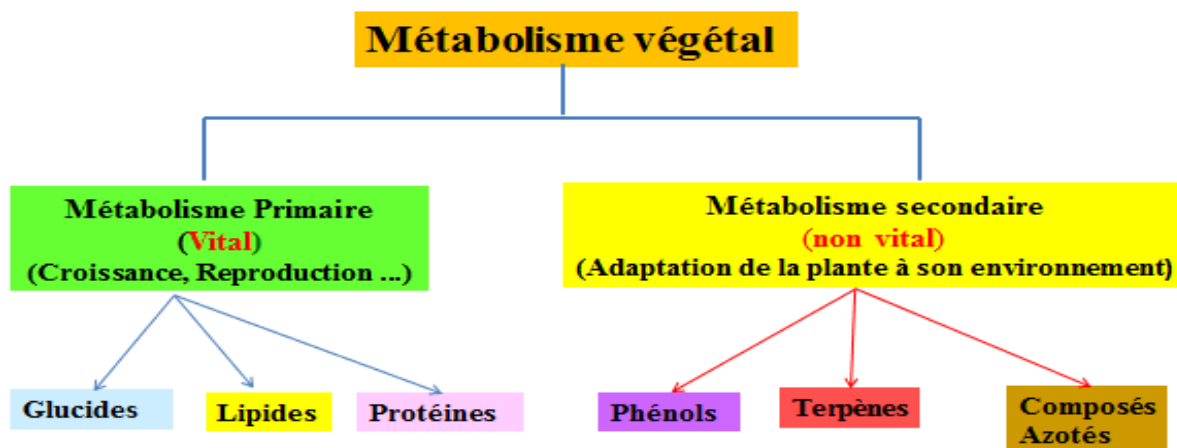 Métabolisme végétal
Métabolisme Primaire
(Vital)
(Croissance, Reproduction ...)
Métabolisme secondaire
(non vital)
(Adaptation de la plante à son environnement)
Glucides
Lipides
Protéines
Phénols
Terpènes
Composés
Azotés